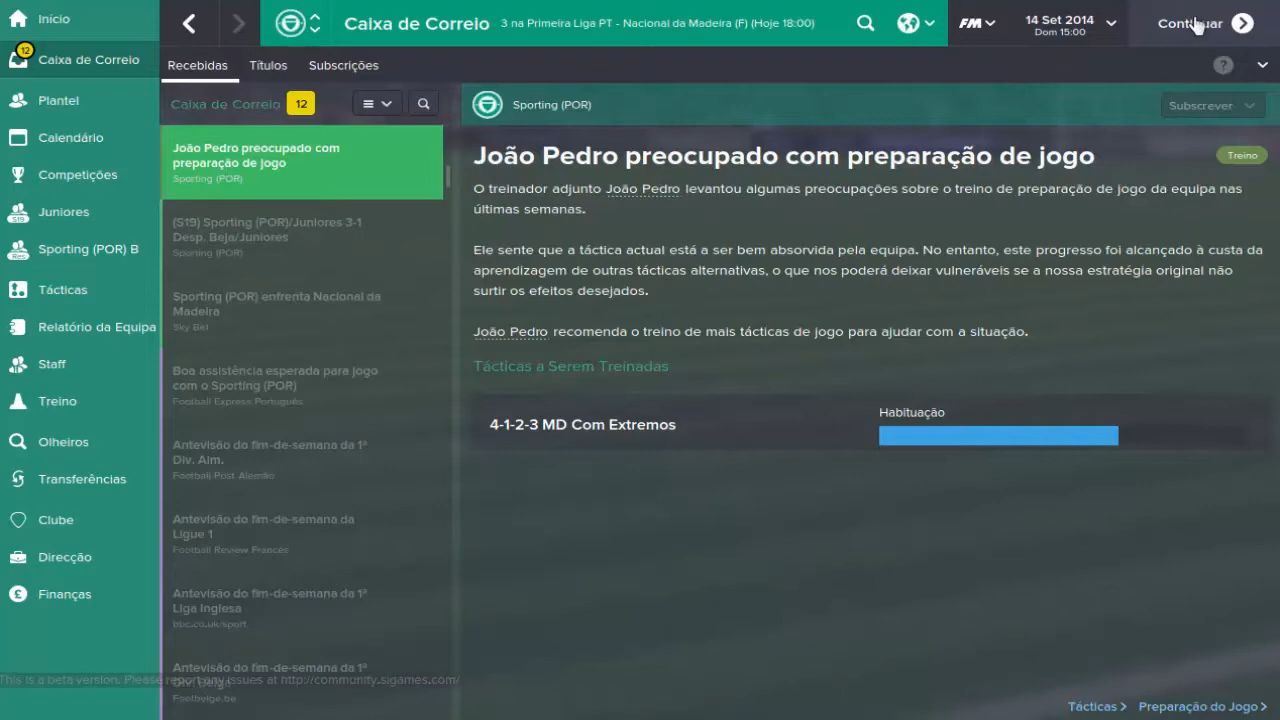 Início
12
Caixa de Correio
Plantel
Calendário
Competições
S19
Juniores
Res
Sporting (POR) B
Tácticas
Relatório da Equipa
Staff
Treino
Olheiros
Transferências
Clube
Direcção
Finanças
Caixa de Correio
3 na Primeira Liga PT - Nacional da Madeira (F) (Hoje 18:00)
FM
14 Set 2014
Dom 15:00
Continuar
Recebidas
Títulos
Subscrições
?
Caixa de Correio
12
João Pedro preocupado com
preparação de jogo
Sporting (POR)
(S19) Sporting (POR)/Juniores 3-1
Desp. Beja/Juniores
Sporting (POR)
Sporting (POR) enfrenta Nacional da
Madeira
Sky Bet
Boa assistência esperada para jogo
com o Sporting (POR)
Football Express Português
Antevisão do fim-de-semana da 1ª
Div. Alm.
Football Post Alemão
Antevisão do fim-de-semana da
Ligue 1
Football Review Francês
Antevisão do fim-de-semana da 1ª
Liga Inglesa
bbc.co.uk/sport
Antevisão do fim-de-semana da 1ª
Div. Belga
Footbelge.be
This is a beta version. Please report any issues at http://community.sigames.com/
Sporting (POR)
Subscrever
João Pedro preocupado com preparação de jogo
Treino
O treinador adjunto João Pedro levantou algumas preocupações sobre o treino de preparação de jogo da equipa nas
últimas semanas.
Ele sente que a táctica actual está a ser bem absorvida pela equipa. No entanto, este progresso foi alcançado à custa da
aprendizagem de outras tácticas alternativas, o que nos poderá deixar vulneráveis se a nossa estratégia original não
surtir os efeitos desejados.
João Pedro recomenda o treino de mais tácticas de jogo para ajudar com a situação.
Tácticas a Serem Treinadas
4-1-2-3 MD Com Extremos
Habituação
Tácticas
Preparação do Jogo